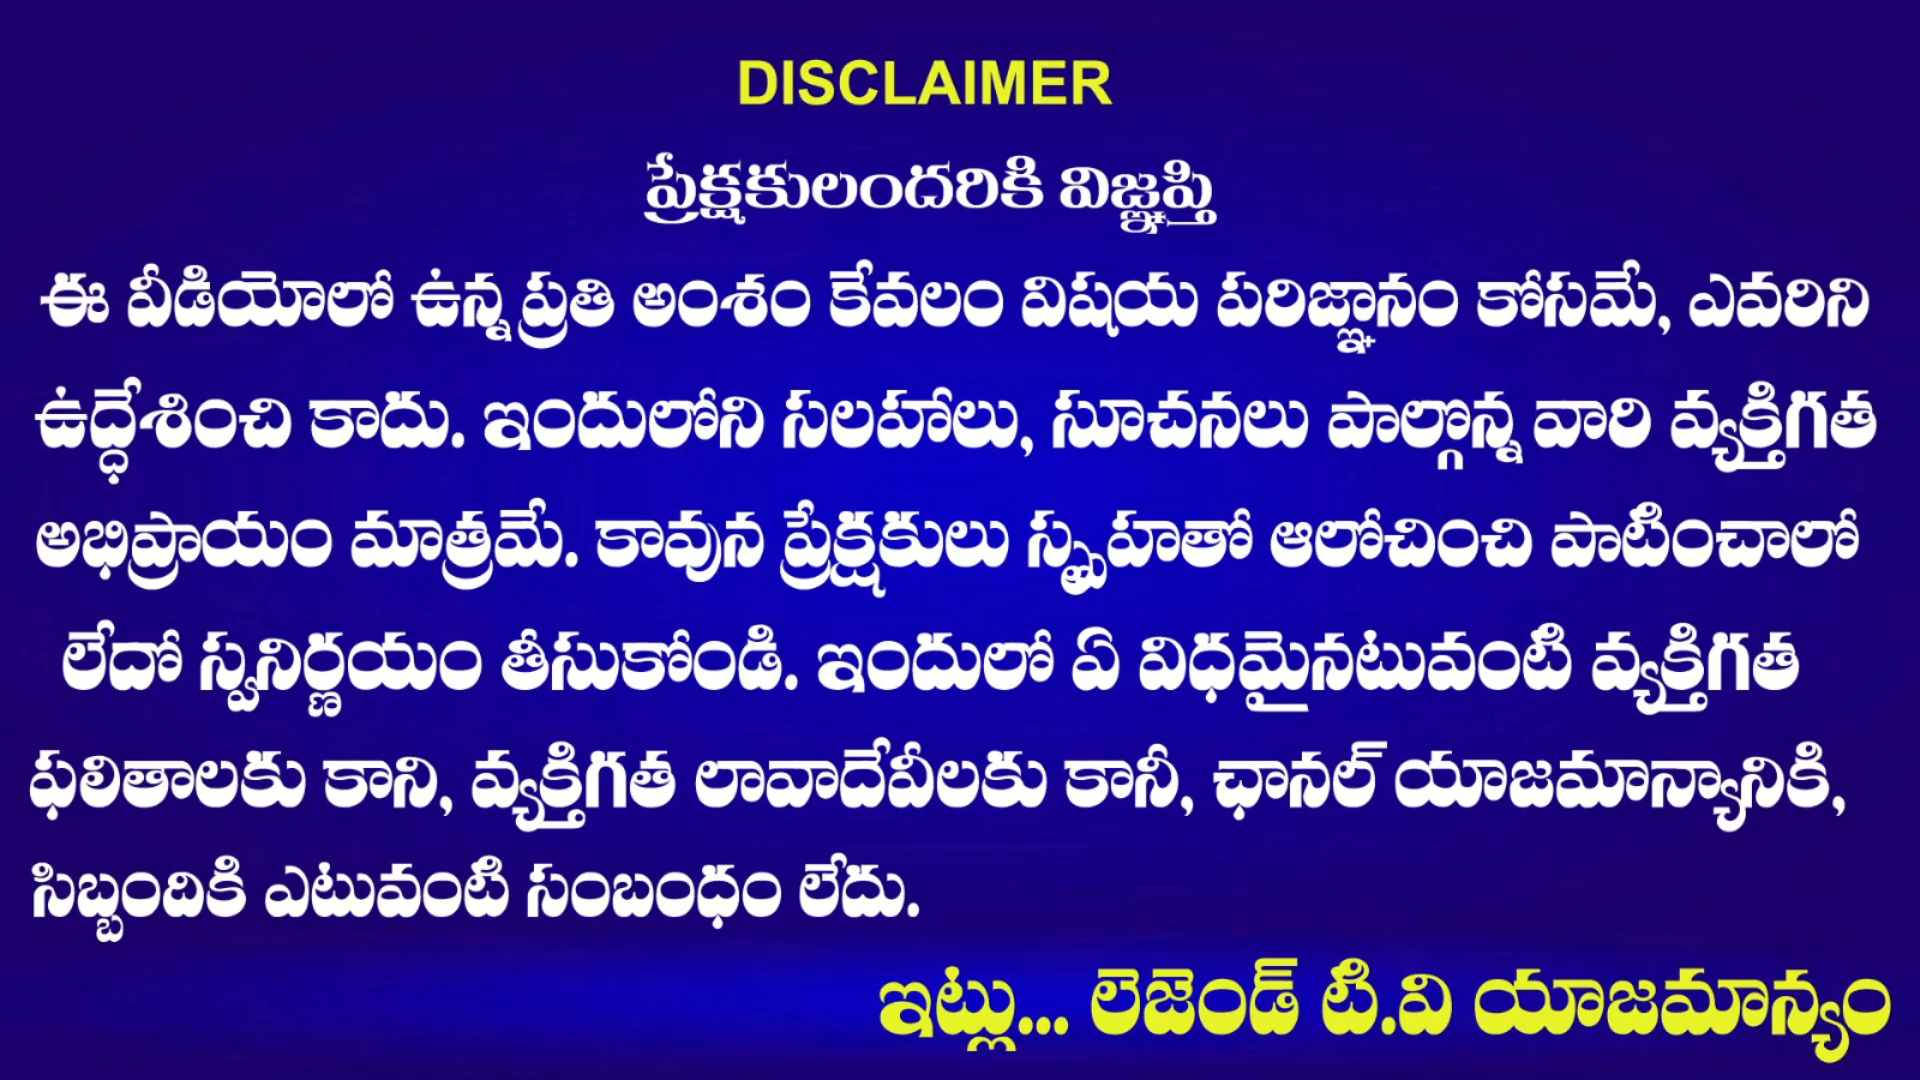 DISCLAIMER
ప్రేక్షకులందరికి విజ్ఞప్తి
ఈ వీడియోలో ఉన్న ప్రతి అంశం కేవలం విషయ పరిజ్ఞానం కోసమే, ఎవరిని
ఉద్ధేశించి కాదు. ఇందులోని సలహాలు, సూచనలు పాల్గొన్న వారి వ్యక్తిగత
అభిప్రాయం మాత్రమే. కావున ప్రేక్షకులు స్పృహతో ఆలోచించి పాటించాలో
లేదో స్వనిర్ణయం తీసుకోండి. ఇందులో ఏ విధమైనటువంటి వ్యక్తిగత
ఫలితాలకు కాని, వ్యక్తిగత లావాదేవీలకు కానీ, ఛానల్ యాజమాన్యానికి,
సిబ్బందికి ఎటువంటి సంబంధం లేదు.
ఇట్లు... లెజెండ్ టి.వి యాజమాన్యం